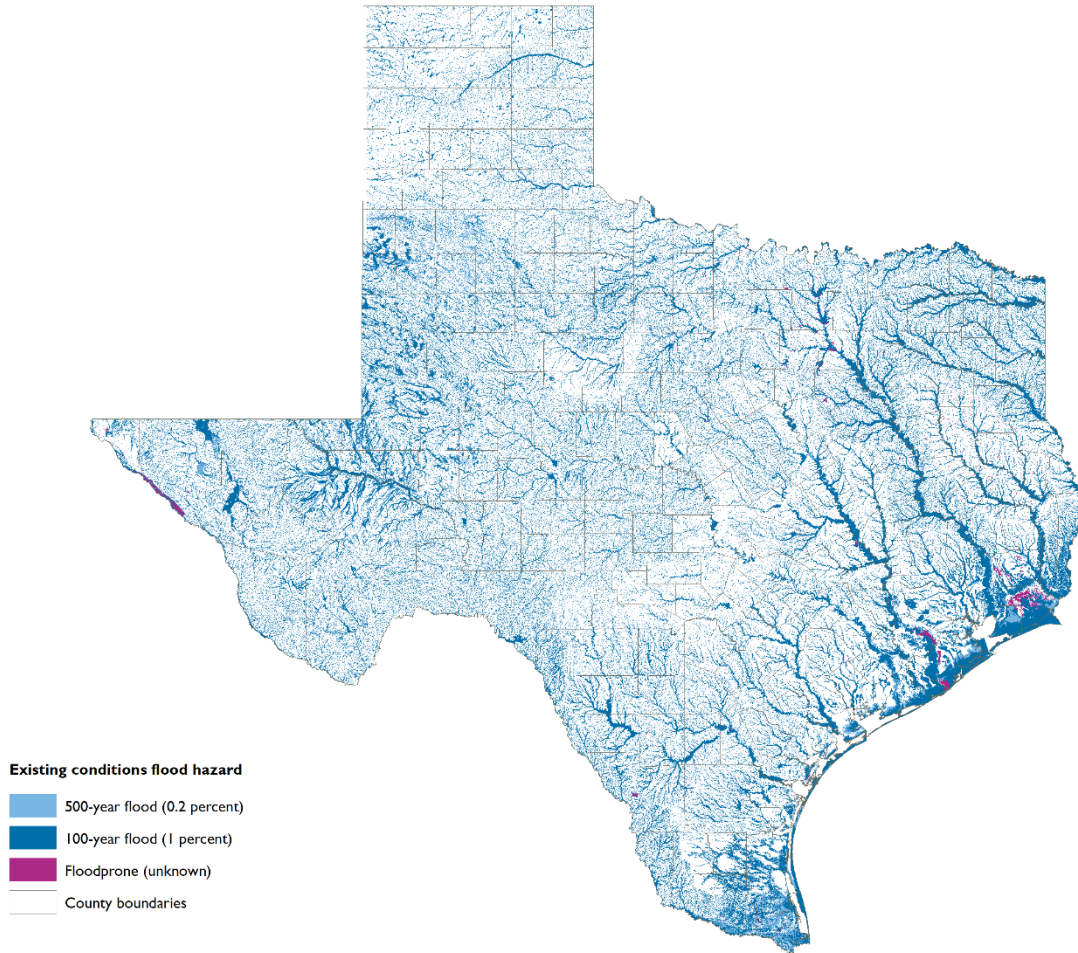 Existing conditions flood hazard
500-year flood (0.2 percent)
100-year flood (1 percent)
Floodprone (unknown)
County boundaries